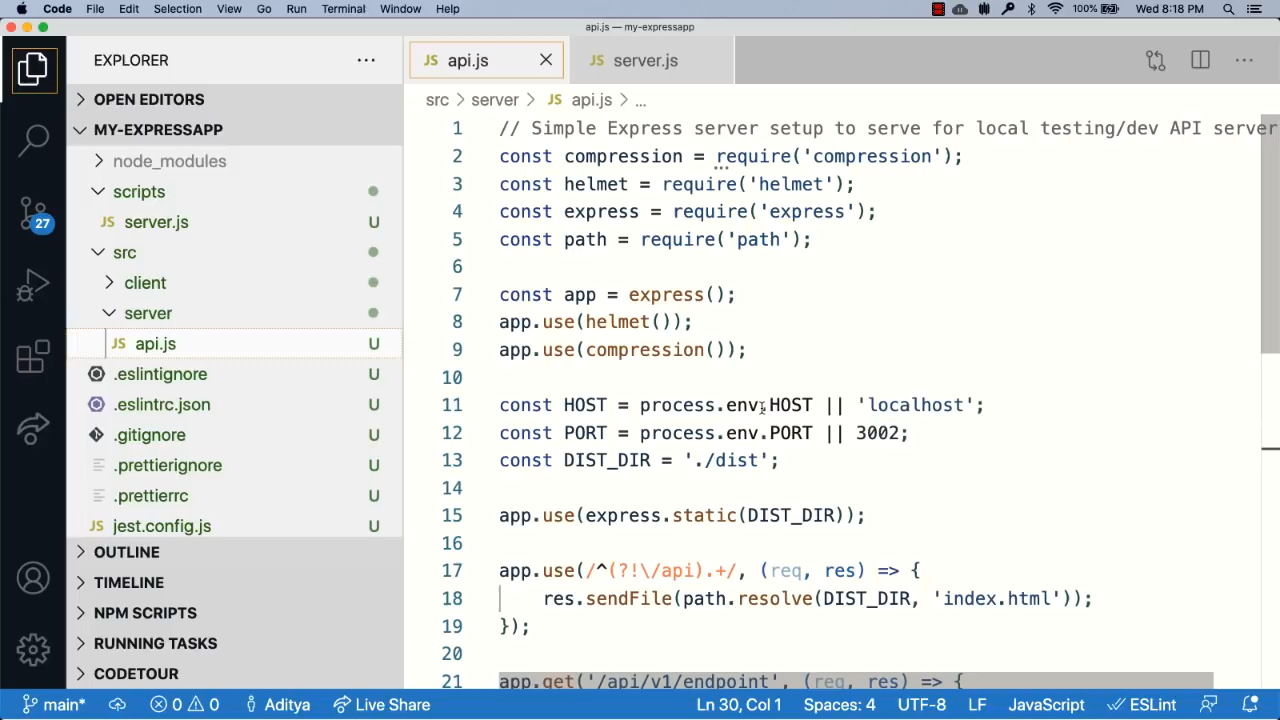 Code File Edit Selection View Go Run Terminal Window Help 100% Wed 8:18 PM
api.js — my-expressapp
EXPLORER
OPEN EDITORS
MY-EXPRESSAPP
node_modules
scripts
JS server.js U
src
client
server
JS api.js U
.eslintignore U
.eslintrc.json U
.gitignore U
.prettierignore U
.prettierrc U
JS jest.config.js U
OUTLINE
TIMELINE
NPM SCRIPTS
RUNNING TASKS
CODETOUR
27
JS api.js
JS server.js
src > server > JS api.js > ...
1 // Simple Express server setup to serve for local testing/dev API server
2 const compression = require('compression');
3 const helmet = require('helmet');
4 const express = require('express');
5 const path = require('path');
6
7 const app = express();
8 app.use(helmet());
9 app.use(compression());
10
11 const HOST = process.env.HOST || 'localhost';
12 const PORT = process.env.PORT || 3002;
13 const DIST_DIR = './dist';
14
15 app.use(express.static(DIST_DIR));
16
17 app.use(/^(?!\/api).+/, (req, res) => {
18 res.sendFile(path.resolve(DIST_DIR, 'index.html'));
19 });
20
21 app.get('/api/v1/endpoint', (req, res) => {
main* 0 0 Aditya Live Share Ln 30, Col 1 Spaces: 4 UTF-8 LF JavaScript ESLint